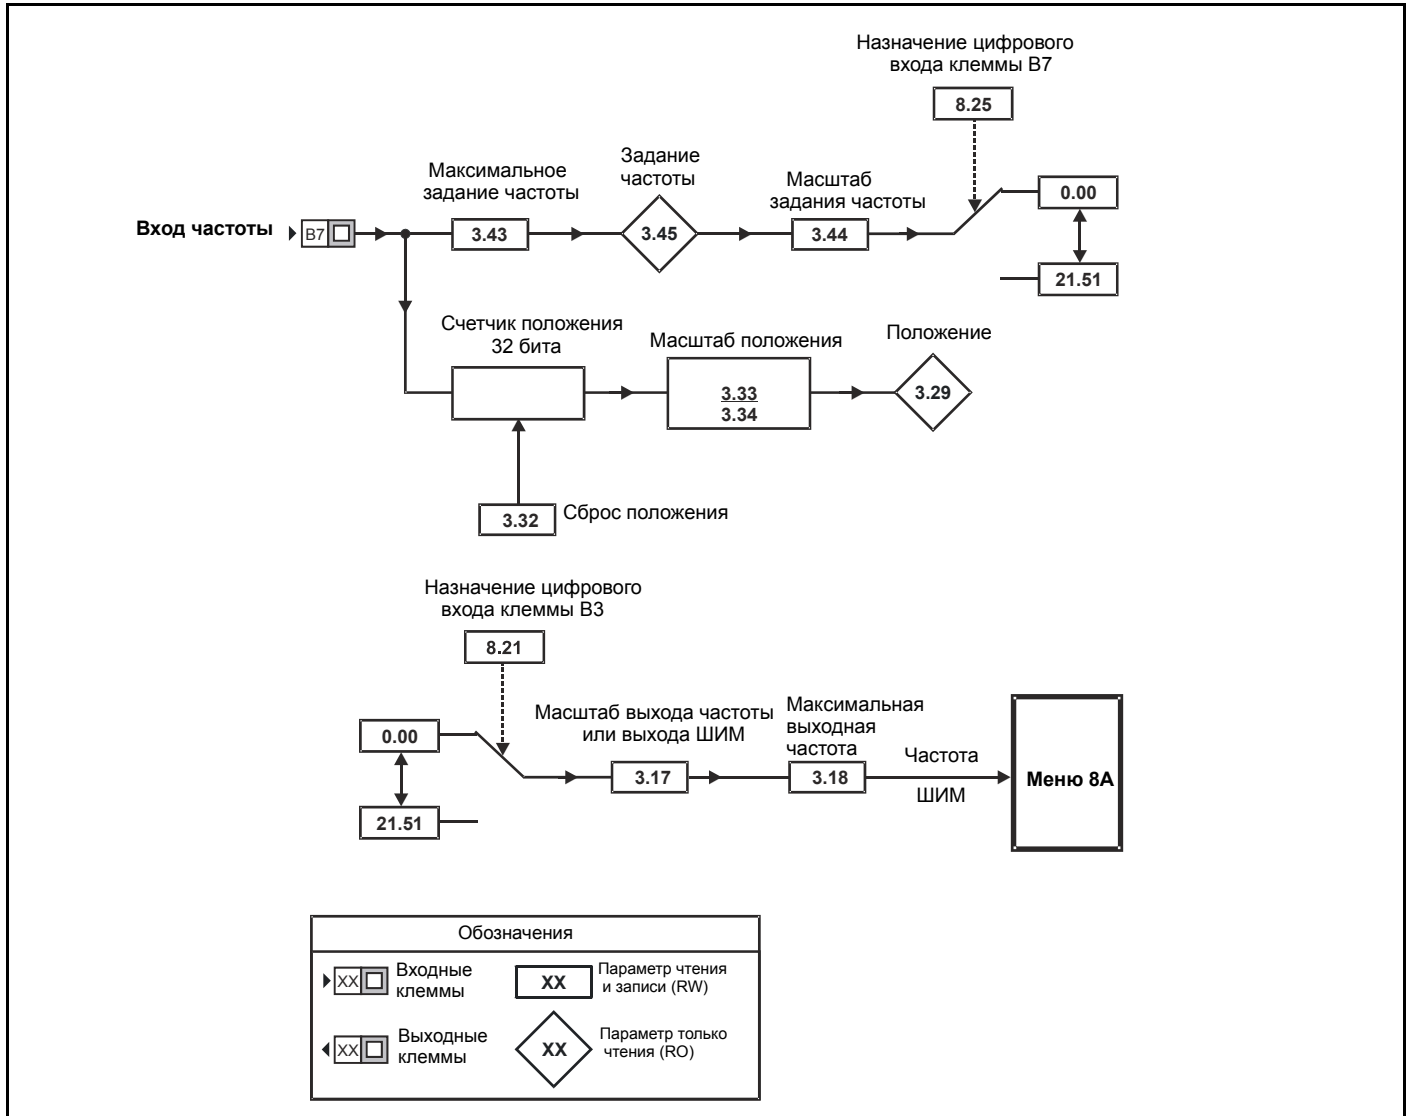 Назначение цифрового
входа клеммы B7
8.25
Задание
частоты
Максимальное
задание частоты
Масштаб
задания частоты
0.00
Вход частоты
B7
3.43
3.45
3.44
21.51
Счетчик положения
32 бита
Масштаб положения
Положение
3.33
3.34
3.29
3.32
Сброс положения
Назначение цифрового
входа клеммы B3
8.21
Масштаб выхода частоты
или выхода ШИМ
Максимальная
выходная
частота
0.00
3.17
3.18
Частота
ШИМ
Меню 8A
21.51
Обозначения
XX
Входные
клеммы
XX
Параметр чтения
и записи (RW)
XX
Выходные
клеммы
XX
Параметр только
чтения (RO)